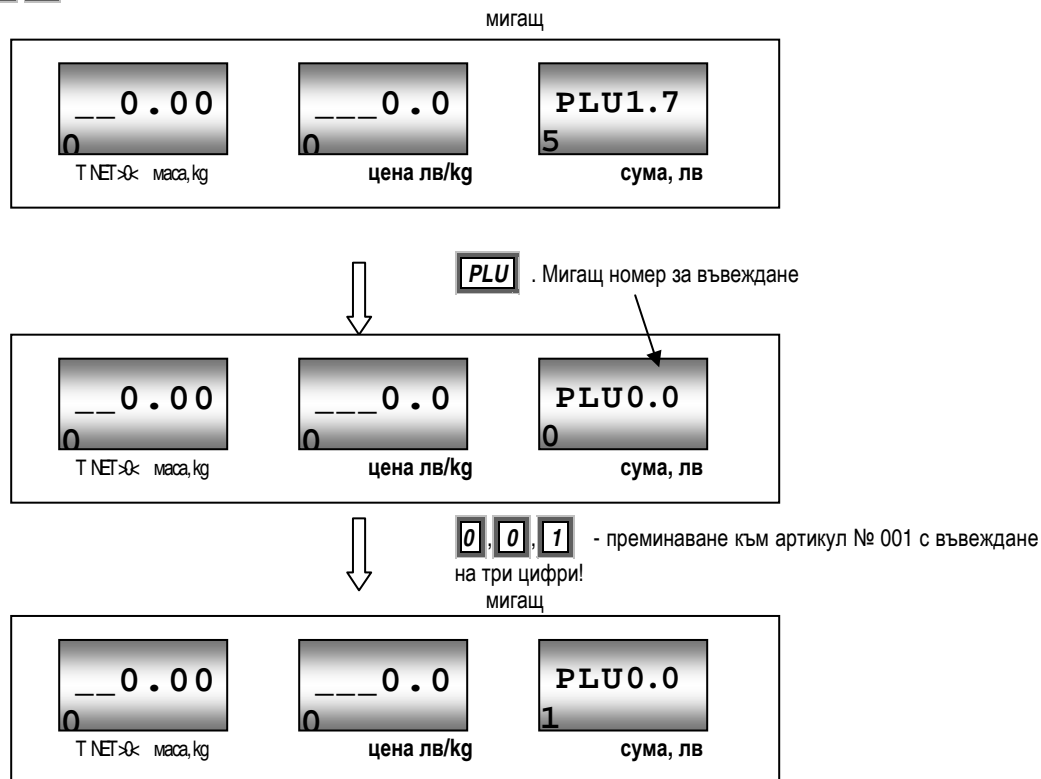 мигащ
__0.00 ___0.0 PLU1.7
0 0 5
T NET>0< маса,kg цена лв/kg сума, лв
PLU . Мигащ номер за въвеждане
__0.00 ___0.0 PLU0.0
0 0 0
T NET>0< маса,kg цена лв/kg сума, лв
0 , 0 , 1 - преминаване към артикул № 001 с въвеждане
на три цифри!
мигащ
__0.00 ___0.0 PLU0.0
0 0 1
T NET>0< маса,kg цена лв/kg сума, лв